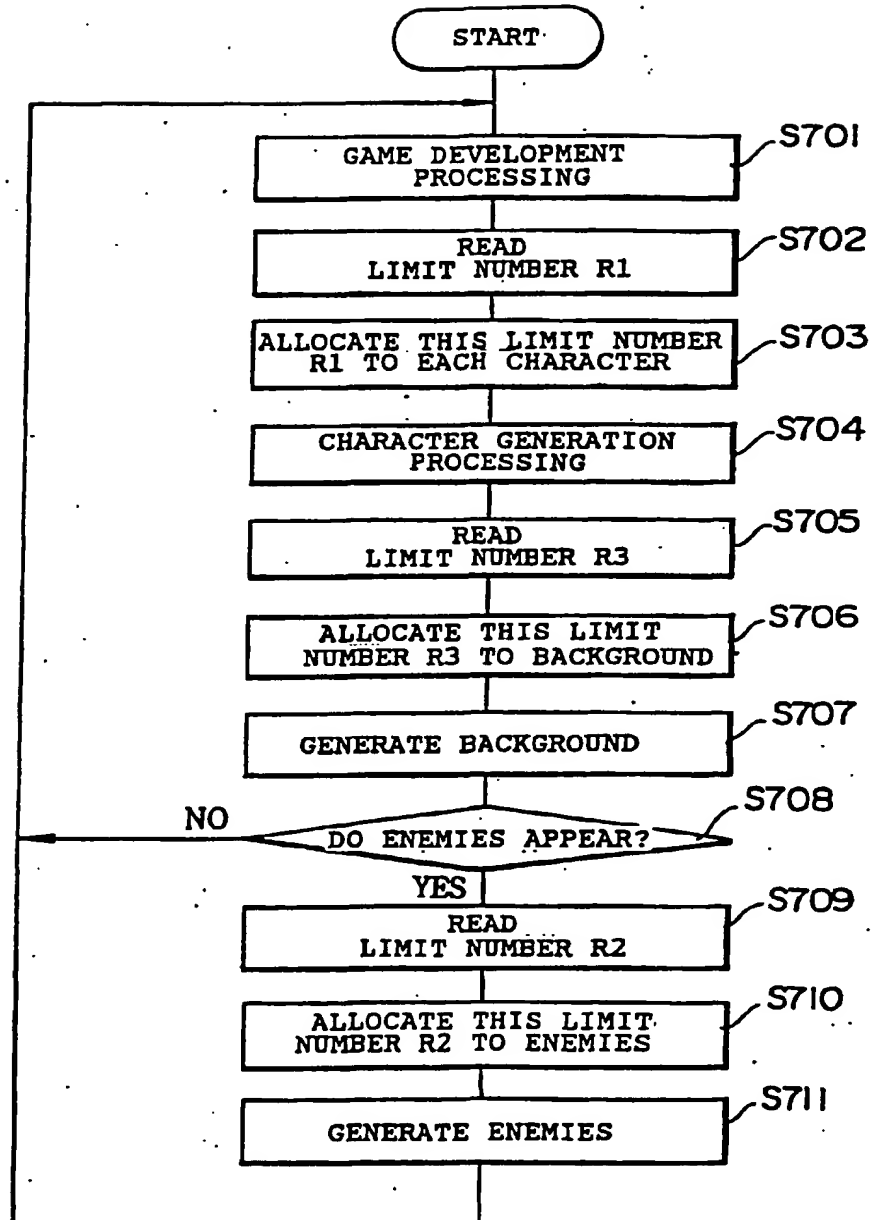 START
S701
GAME DEVELOPMENT
PROCESSING
S702
READ
LIMIT NUMBER R1
S703
ALLOCATE THIS LIMIT NUMBER
R1 TO EACH CHARACTER
S704
CHARACTER GENERATION
PROCESSING
S705
READ
LIMIT NUMBER R3
S706
ALLOCATE THIS LIMIT
NUMBER R3 TO BACKGROUND
S707
GENERATE BACKGROUND
S708
NO
DO ENEMIES APPEAR?
YES
S709
READ
LIMIT NUMBER R2
S710
ALLOCATE THIS LIMIT
NUMBER R2 TO ENEMIES
S711
GENERATE ENEMIES